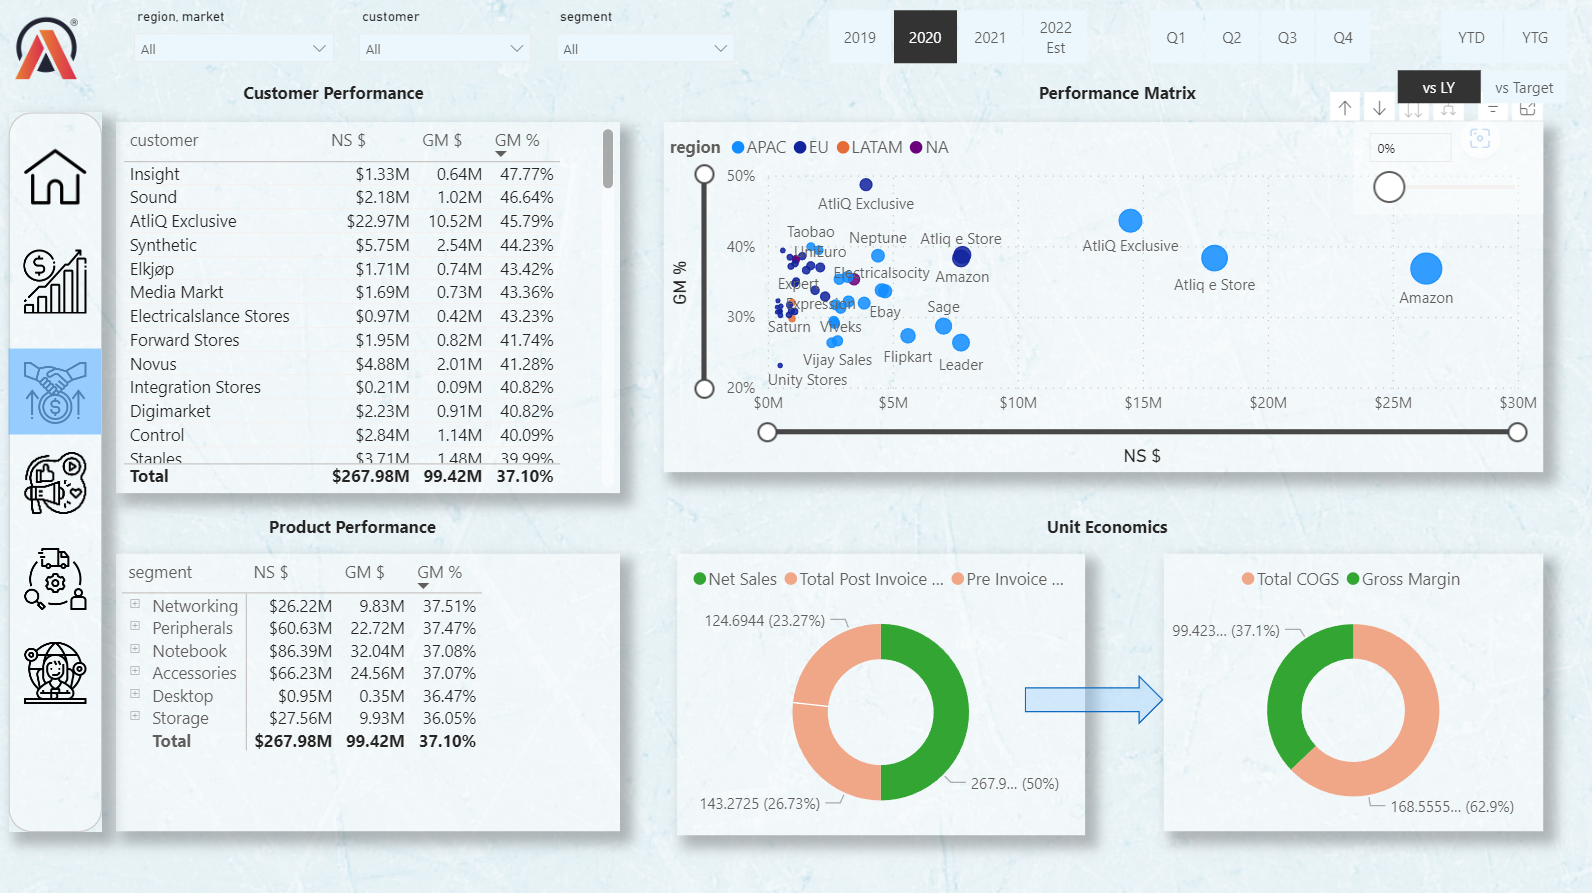 region, market
customer
segment
All
All
All
2019
2020
2021
2022
Est
Q1
Q2
Q3
Q4
YTD
YTG
vs LY
vs Target
®
Customer Performance
customer NS $ GM $ GM %
Insight $1.33M 0.64M 47.77%
Sound $2.18M 1.02M 46.64%
AtliQ Exclusive $22.97M 10.52M 45.79%
Synthetic $5.75M 2.54M 44.23%
Elkjøp $1.71M 0.74M 43.42%
Media Markt $1.69M 0.73M 43.36%
Electricalslance Stores $0.97M 0.42M 43.23%
Forward Stores $1.95M 0.82M 41.74%
Novus $4.88M 2.01M 41.28%
Integration Stores $0.21M 0.09M 40.82%
Digimarket $2.23M 0.91M 40.82%
Control $2.84M 1.14M 40.09%
Staples $3.71M 1.48M 39.99%
Total $267.98M 99.42M 37.10%
Performance Matrix
region APAC EU LATAM NA
0%
50%
40%
30%
20%
GM %
AtliQ Exclusive
Taobao
Neptune
Atliq e Store
AtliQ Exclusive
UniEuro
Electricalsocity
Amazon
Atliq e Store
Amazon
Expert
Expression
Ebay
Sage
Saturn
Viveks
Vijay Sales
Flipkart
Leader
Unity Stores
$0M $5M $10M $15M $20M $25M $30M
NS $
Product Performance
segment NS $ GM $ GM %
Networking $26.22M 9.83M 37.51%
Peripherals $60.63M 22.72M 37.47%
Notebook $86.39M 32.04M 37.08%
Accessories $66.23M 24.56M 37.07%
Desktop $0.95M 0.35M 36.47%
Storage $27.56M 9.93M 36.05%
Total $267.98M 99.42M 37.10%
Unit Economics
Net Sales Total Post Invoice ... Pre Invoice ...
124.6944 (23.27%)
267.9... (50%)
143.2725 (26.73%)
Total COGS Gross Margin
99.423... (37.1%)
168.5555... (62.9%)